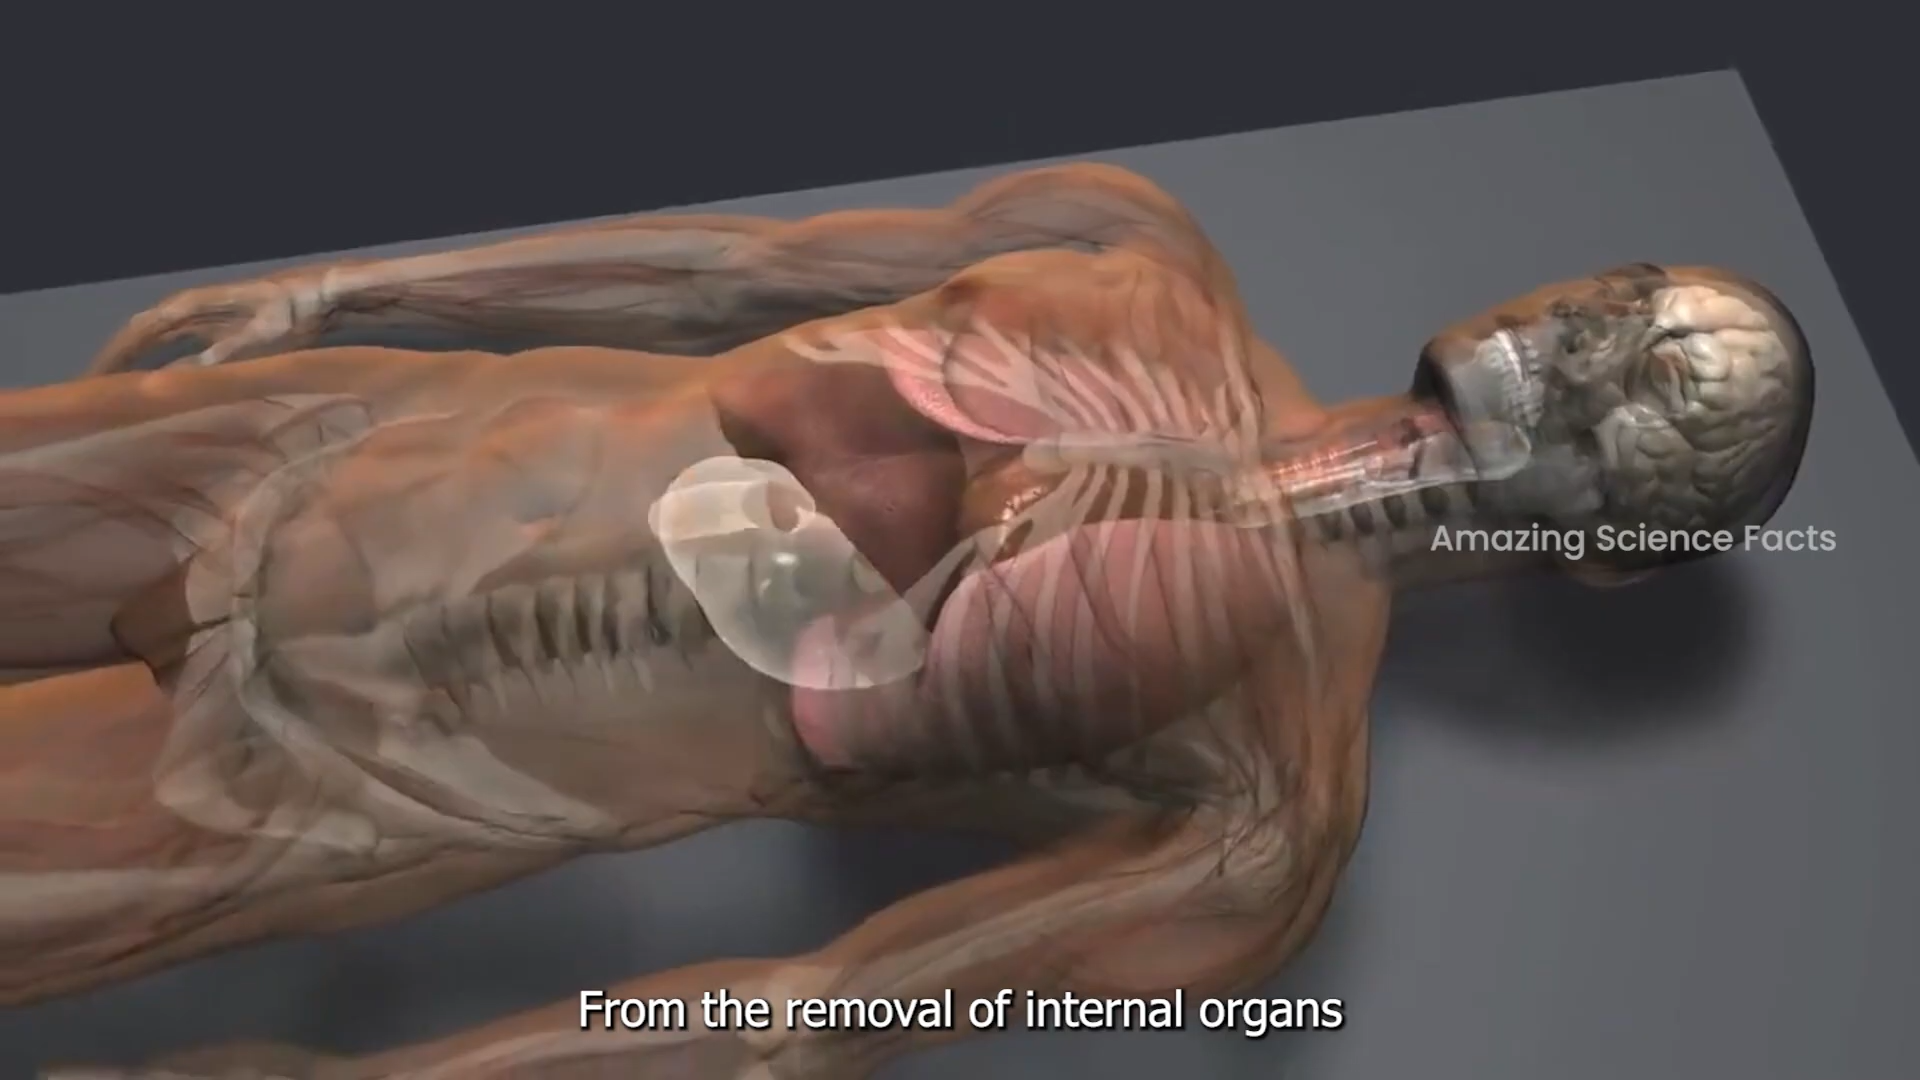 Amazing Science Facts
From the removal of internal organs